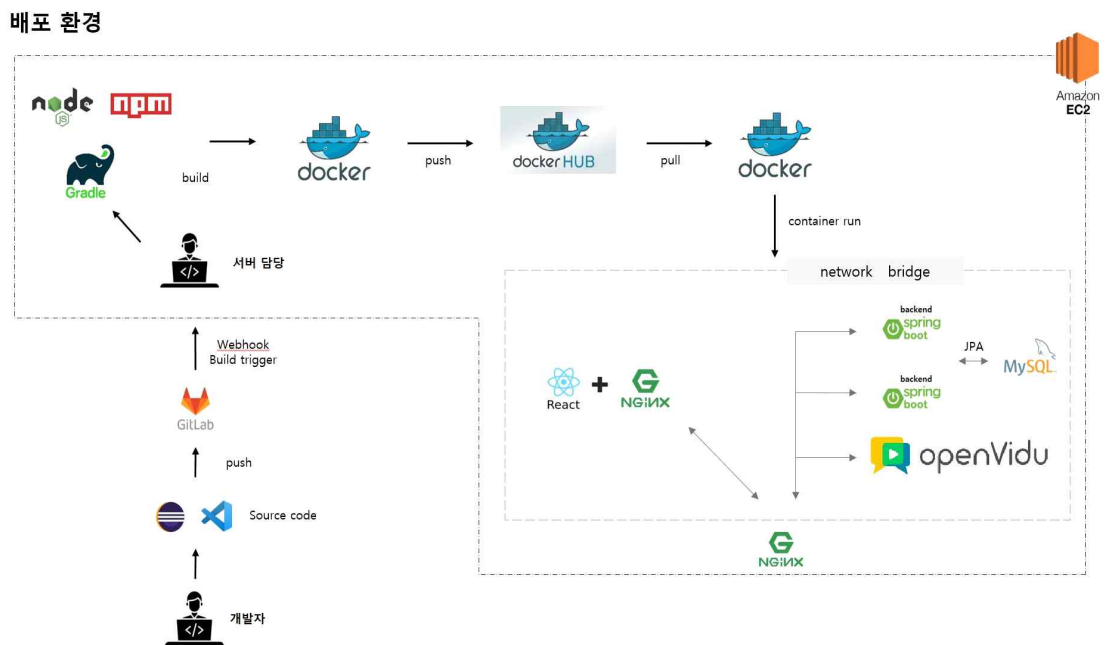 배포 환경
Amazon
EC2
node
JS
npm
Gradle
build
docker
push
docker HUB
pull
docker
container run
서버 담당
network bridge
Webhook
Build trigger
GitLab
push
Source code
개발자
React
+
NGINX
backend
spring
boot
JPA
MySQL
backend
spring
boot
openVidu
NGINX